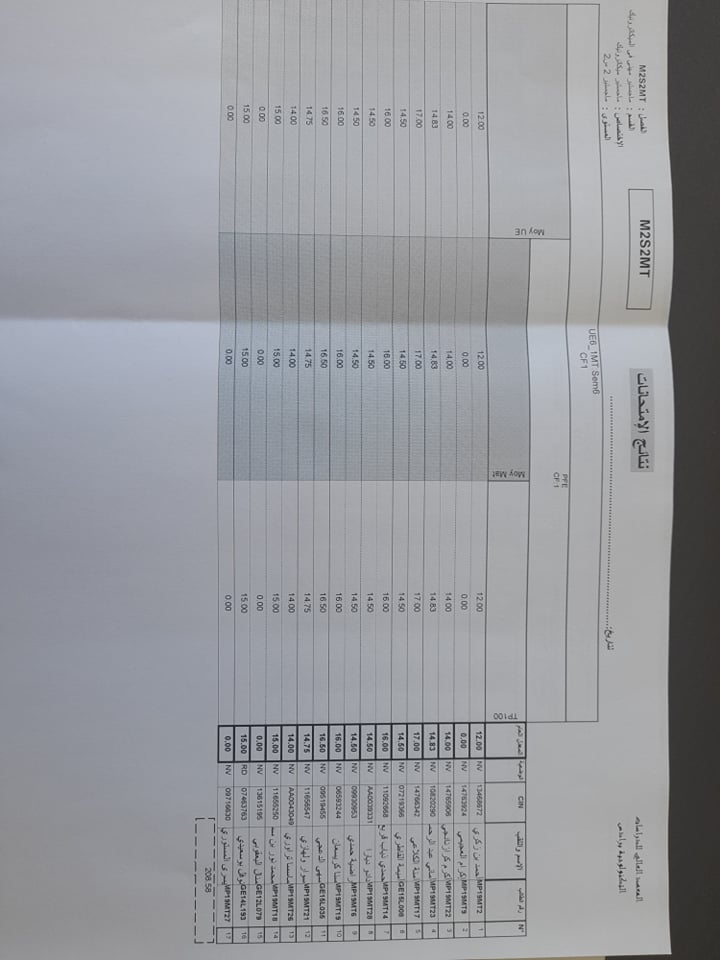 المعهد العالي للدراسات
التكنولوجية برادس
نتائج الإمتحانات
M2S2MT
الفصل : M2S2MT
القسم : ماجستير مهني في الميكاترونيك
الإختصاص : ماجستير ميكاترونيك
المستوى : ماجستير 2 س2
لتاريخ:
UE6_1MT Sem6
CF1
PFE
CF:1
N° رقم الطالب الإسم واللقب CIN الوضعية المعدل العام TP100 Moy Mat Moy UE
1 MP19MT2 أحمد بن زكري 13468672 NV 12.00 12.00 12.00 12.00
2 MP19MT9 إكرام العجيمي 14763924 NV 0.00 0.00 0.00 0.00
3 MP19MT22 أكرم 14765906 NV 14.00 14.00 14.00 14.00
4 MP19MT23 أماني عبد الرحم 10820290 NV 14.83 14.83 14.83 14.83
5 MP19MT17 أمنة الكلاعي 14766342 NV 17.00 17.00 17.00 17.00
6 GE15L008 أميمة القاطري 07219366 NV 14.50 14.50 14.50 14.50
7 MP19MT14 حمدي ذياب قريع 11092668 NV 16.00 16.00 16.00 16.00
8 MP19MT28 دادو ديارا AA0039331 NV 14.50 14.50 14.50 14.50
9 MP19MT6 راضية حمدي 09930953 NV 14.50 14.50 14.50 14.50
10 MP19MT19 سنا كريسعان 06593244 NV 16.00 16.00 16.00 16.00
11 GE15L035 سهى الدعجي 09519455 NV 16.50 16.50 16.50 16.50
12 MP19MT21 سوار ولهازي 11656547 NV 14.75 14.75 14.75 14.75
13 MP19MT26 ماسسا تراوري AA0043049 NV 14.00 14.00 14.00 14.00
14 MP19MT18 محمد نور بن 11655250 NV 15.00 15.00 15.00 15.00
15 GE12L079 منال اليعقوبي 13615195 NV 0.00 0.00 0.00 0.00
16 GE14L193 نوفل بوسعيدي 07463763 RD 15.00 15.00 15.00 15.00
17 MP19MT27 يسرى المستوري 09716630 NV 0.00 0.00 0.00 0.00
208.58